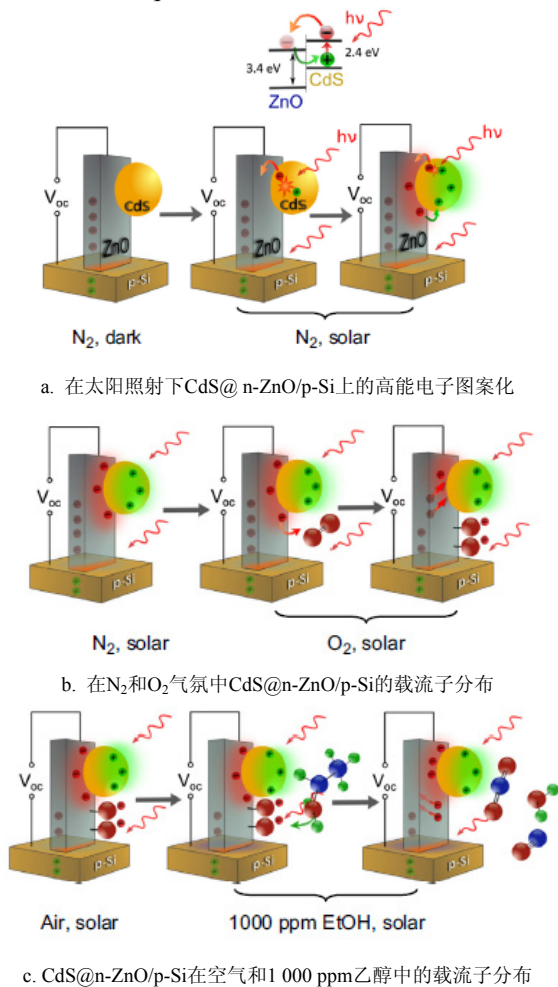 hν
2.4 eV
3.4 eV
CdS
ZnO
hν
hν
Voc CdS ZnO p-Si
Voc CdS ZnO p-Si
Voc ZnO p-Si
N₂, dark
N₂, solar
a. 在太阳照射下CdS@ n-ZnO/p-Si上的高能电子图案化
Voc p-Si
Voc p-Si
Voc p-Si
N₂, solar
O₂, solar
b. 在N₂和O₂气氛中CdS@n-ZnO/p-Si的载流子分布
Voc p-Si
Voc p-Si
Voc p-Si
Air, solar
1000 ppm EtOH, solar
c. CdS@n-ZnO/p-Si在空气和1 000 ppm乙醇中的载流子分布